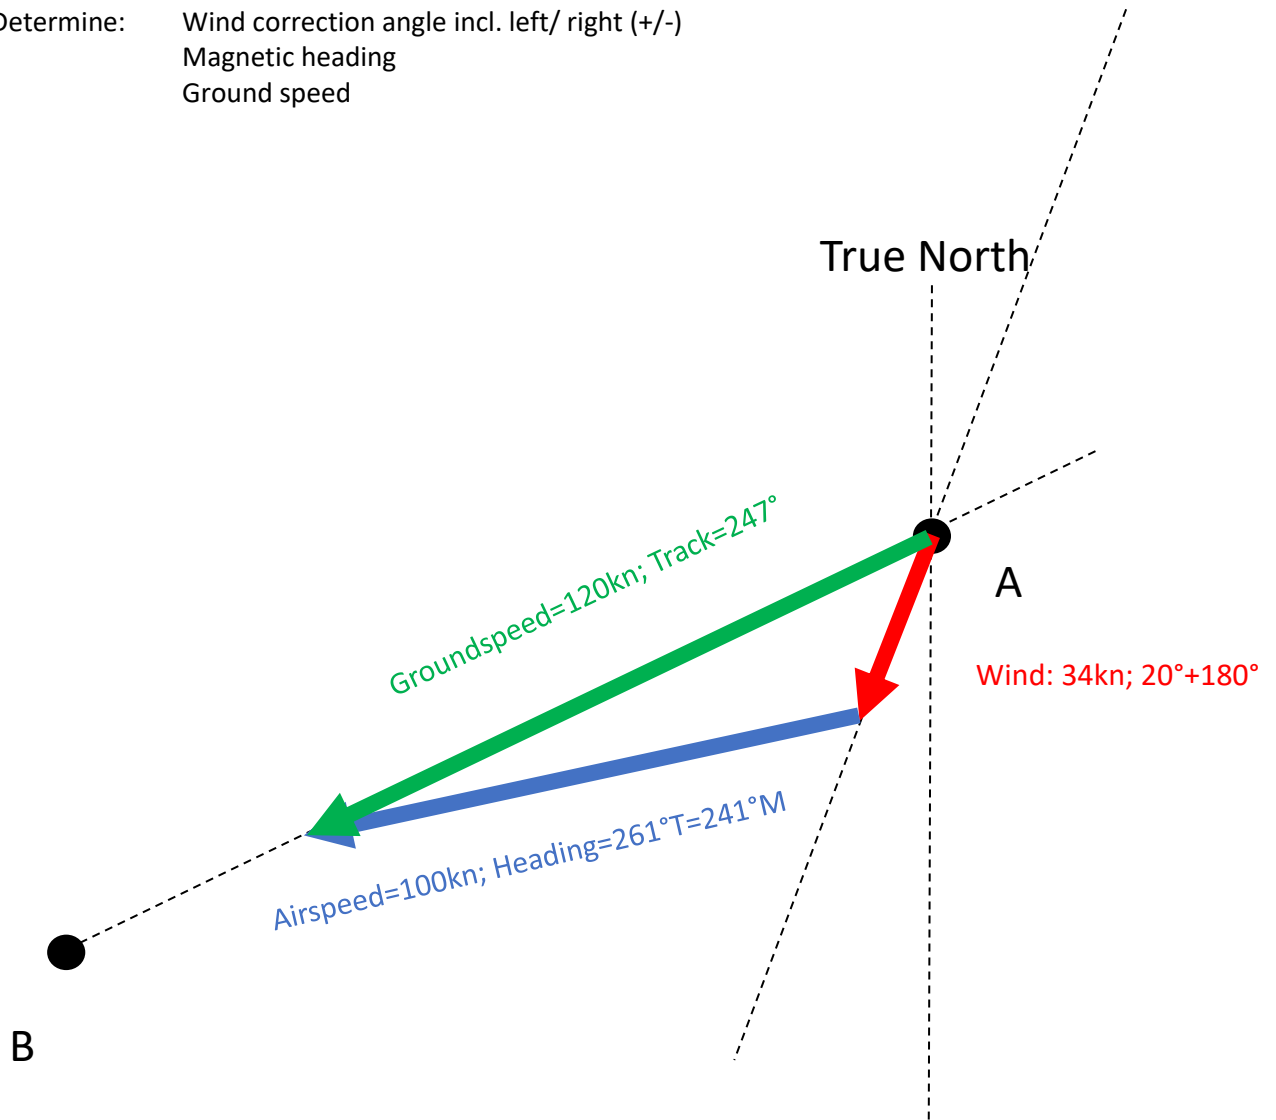 Determine: Wind correction angle incl. left/ right (+/-)
Magnetic heading
Ground speed
True North
Groundspeed=120kn; Track=247°
A
Wind: 34kn; 20°+180°
Airspeed=100kn; Heading=261°T=241°M
B